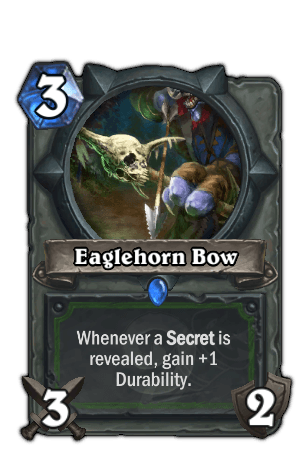 3
Eaglehorn Bow
Whenever a Secret is
revealed, gain +1
Durability.
3
2